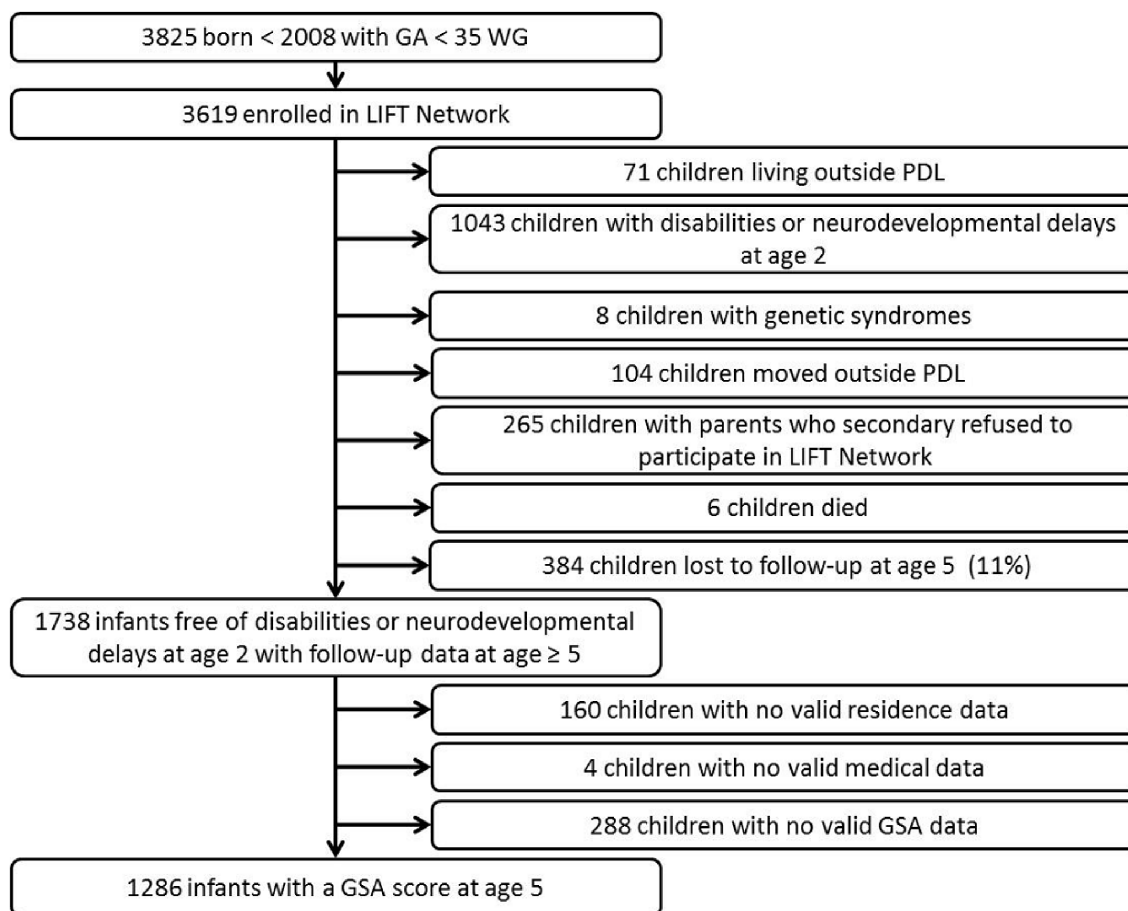 3825 born < 2008 with GA < 35 WG
3619 enrolled in LIFT Network
71 children living outside PDL
1043 children with disabilities or neurodevelopmental delays
at age 2
8 children with genetic syndromes
104 children moved outside PDL
265 children with parents who secondary refused to
participate in LIFT Network
6 children died
384 children lost to follow-up at age 5 (11%)
1738 infants free of disabilities or neurodevelopmental
delays at age 2 with follow-up data at age ≥ 5
160 children with no valid residence data
4 children with no valid medical data
288 children with no valid GSA data
1286 infants with a GSA score at age 5